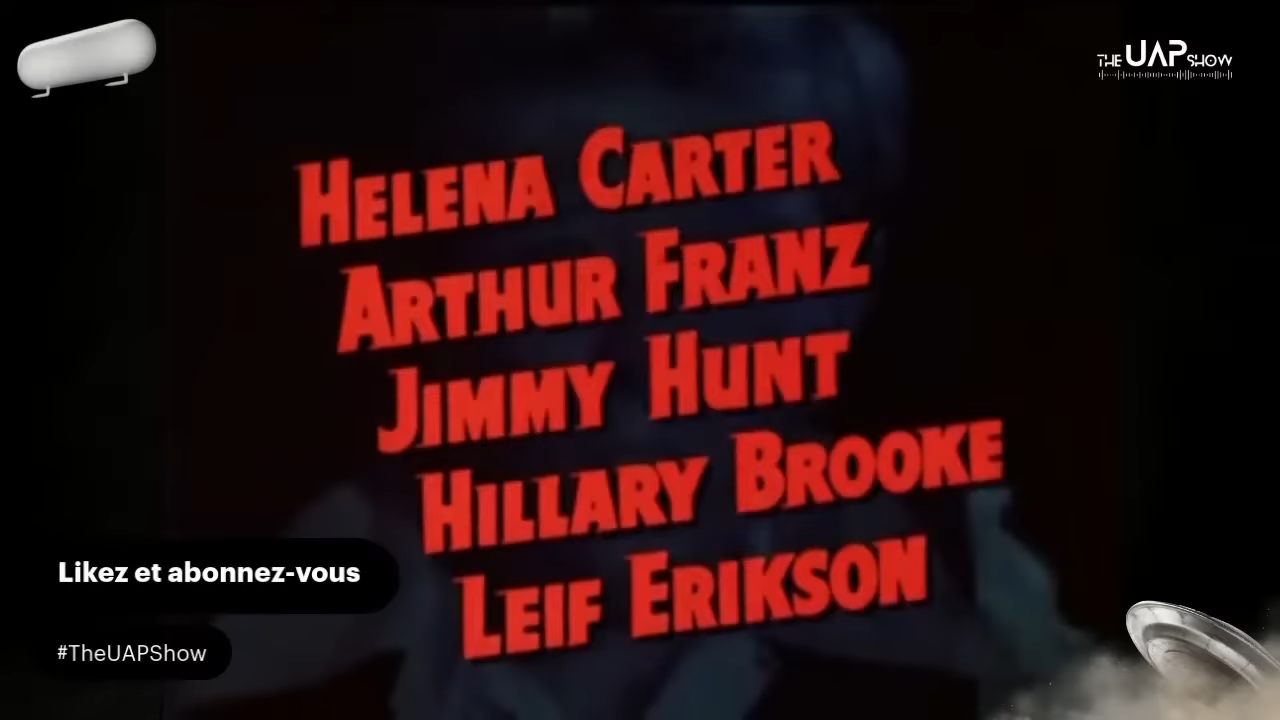 THE UAP SHOW
HELENA CARTER
ARTHUR FRANZ
JIMMY HUNT
HILLARY BROOKE
LEIF ERIKSON
Likez et abonnez-vous
#TheUAPShow